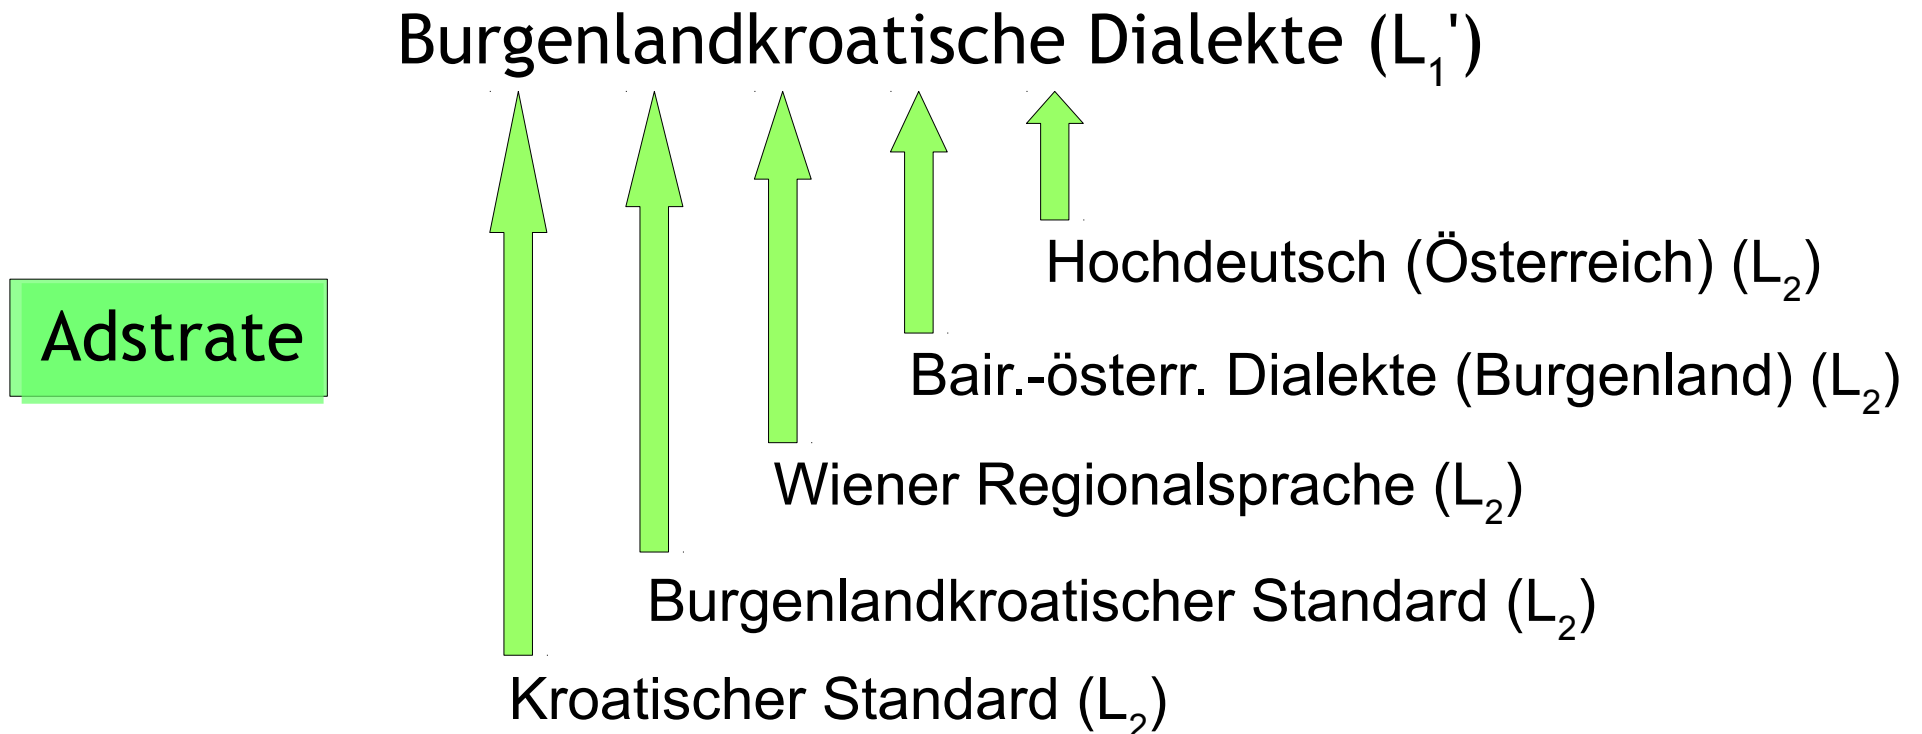 Burgenlandkroatische Dialekte (L₁')
Hochdeutsch (Österreich) (L₂)
Adstrate
Bair.-österr. Dialekte (Burgenland) (L₂)
Wiener Regionalsprache (L₂)
Burgenlandkroatischer Standard (L₂)
Kroatischer Standard (L₂)